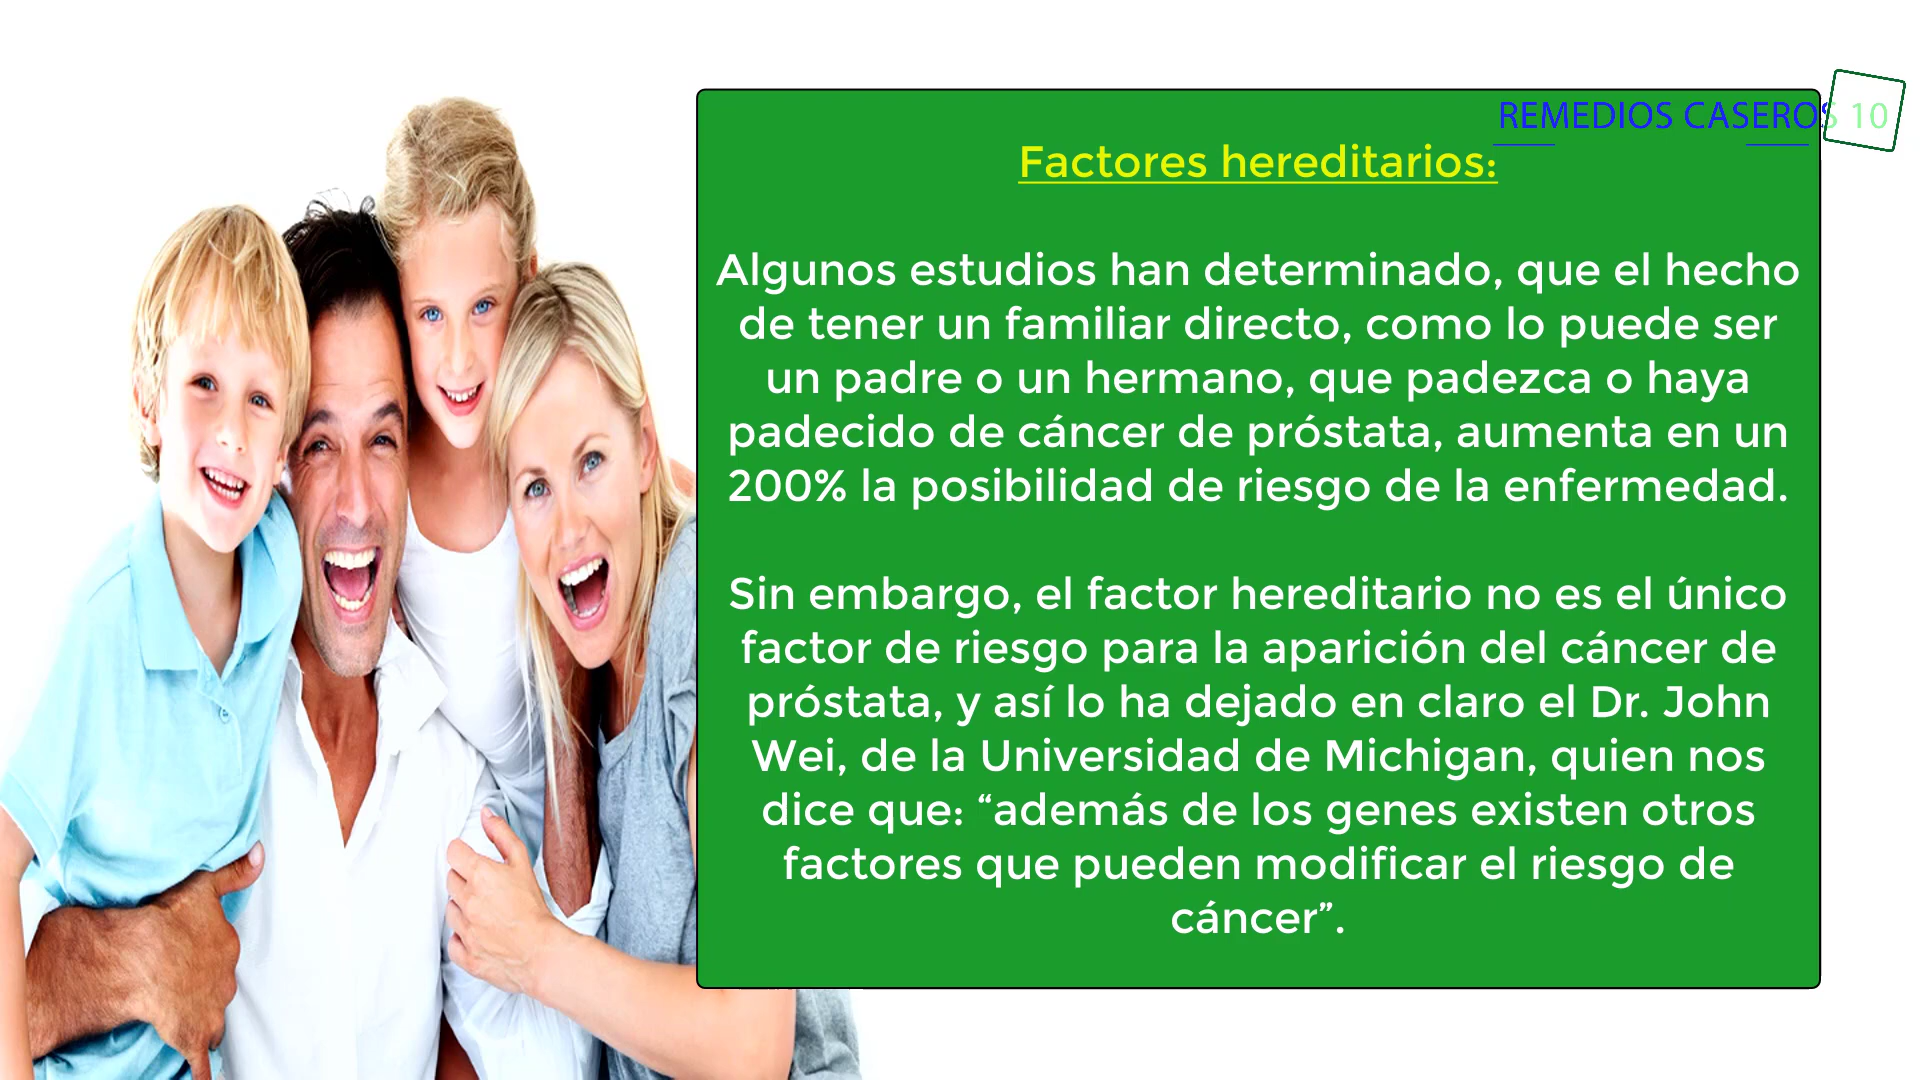 REMEDIOS CASEROS 10
Factores hereditarios:
Algunos estudios han determinado, que el hecho
de tener un familiar directo, como lo puede ser
un padre o un hermano, que padezca o haya
padecido de cáncer de próstata, aumenta en un
200% la posibilidad de riesgo de la enfermedad.
Sin embargo, el factor hereditario no es el único
factor de riesgo para la aparición del cáncer de
próstata, y así lo ha dejado en claro el Dr. John
Wei, de la Universidad de Michigan, quien nos
dice que: “además de los genes existen otros
factores que pueden modificar el riesgo de
cáncer”.